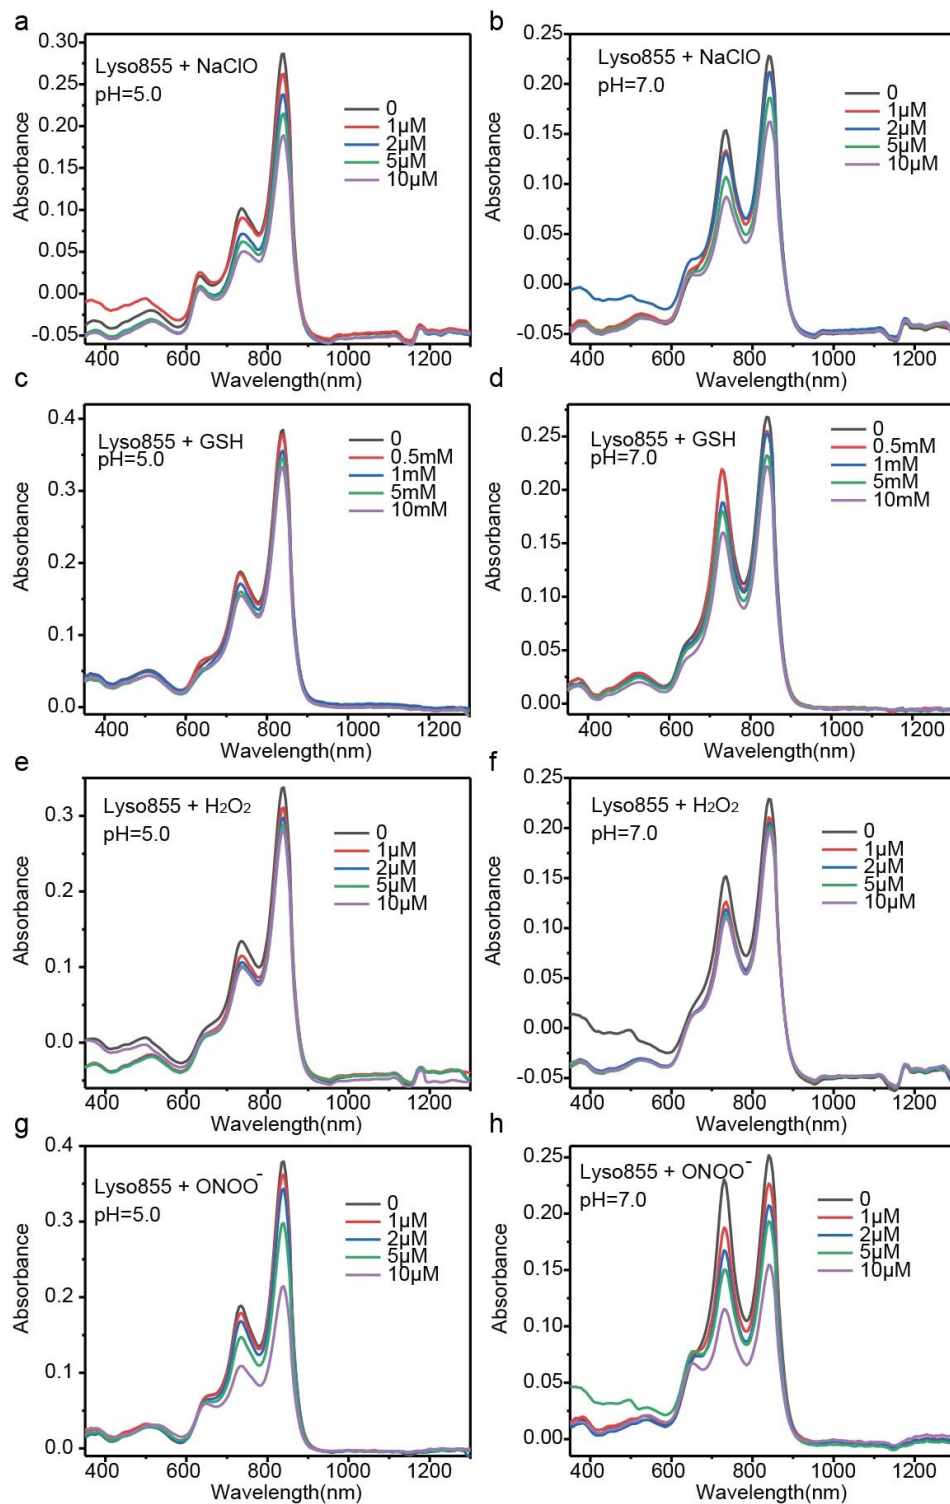 a
Lyso855 + NaClO
pH=5.0
0
1μM
2μM
5μM
10μM
0.30
0.25
0.20
0.15
0.10
0.05
0.00
-0.05
Absorbance
400 600 800 1000 1200
Wavelength(nm)
b
Lyso855 + NaClO
pH=7.0
0
1μM
2μM
5μM
10μM
0.25
0.20
0.15
0.10
0.05
0.00
-0.05
Absorbance
400 600 800 1000 1200
Wavelength(nm)
c
Lyso855 + GSH
pH=5.0
0
0.5mM
1mM
5mM
10mM
0.4
0.3
0.2
0.1
0.0
Absorbance
400 600 800 1000 1200
Wavelength(nm)
d
Lyso855 + GSH
pH=7.0
0
0.5mM
1mM
5mM
10mM
0.25
0.20
0.15
0.10
0.05
0.00
Absorbance
400 600 800 1000 1200
Wavelength(nm)
e
Lyso855 + H₂O₂
pH=5.0
0
1μM
2μM
5μM
10μM
0.3
0.2
0.1
0.0
Absorbance
400 600 800 1000 1200
Wavelength(nm)
f
Lyso855 + H₂O₂
pH=7.0
0
1μM
2μM
5μM
10μM
0.25
0.20
0.15
0.10
0.05
0.00
-0.05
Absorbance
400 600 800 1000 1200
Wavelength(nm)
g
Lyso855 + ONOO⁻
pH=5.0
0
1μM
2μM
5μM
10μM
0.4
0.3
0.2
0.1
0.0
Absorbance
400 600 800 1000 1200
Wavelength(nm)
h
Lyso855 + ONOO⁻
pH=7.0
0
1μM
2μM
5μM
10μM
0.25
0.20
0.15
0.10
0.05
0.00
Absorbance
400 600 800 1000 1200
Wavelength(nm)